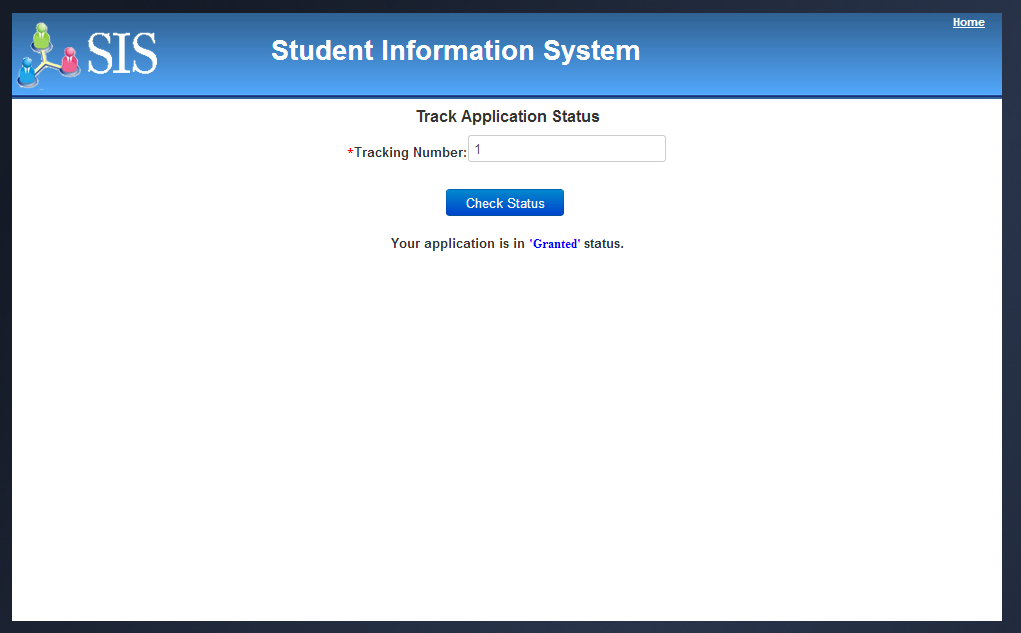 Home
SIS
Student Information System
Track Application Status
*Tracking Number: 1
Check Status
Your application is in 'Granted' status.